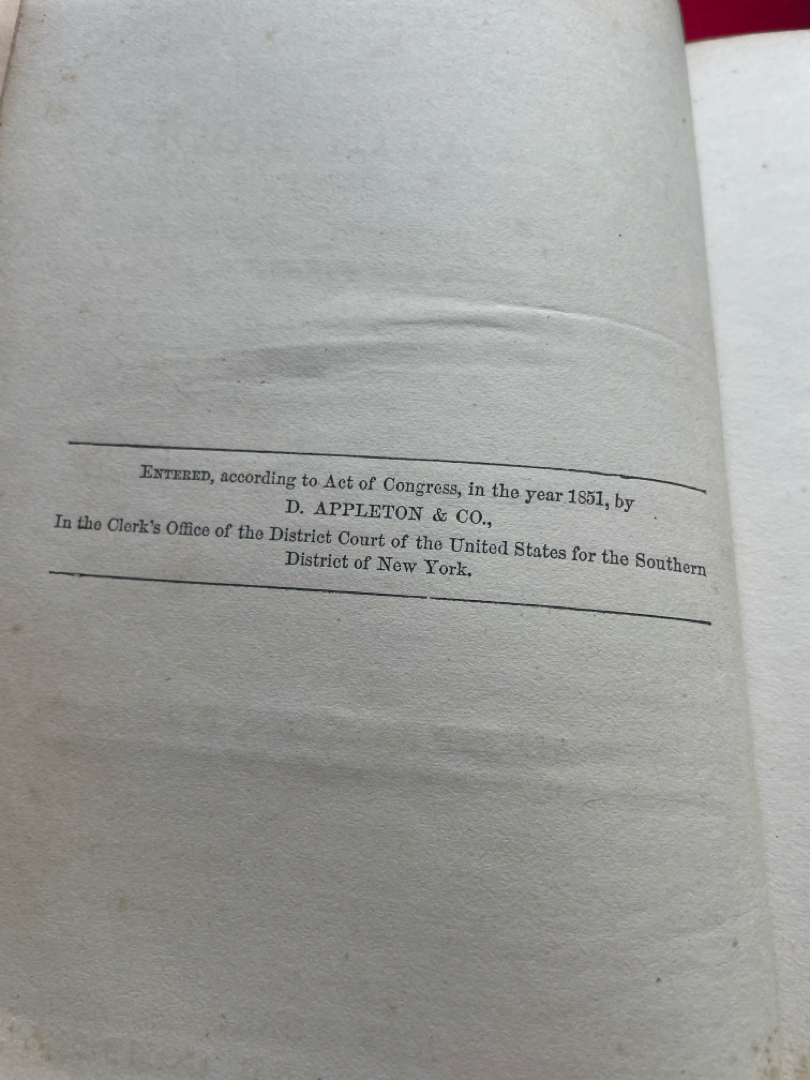 ENTERED, according to Act of Congress, in the year 1851, by
D. APPLETON & CO.,
In the Clerk's Office of the District Court of the United States for the Southern
District of New York.